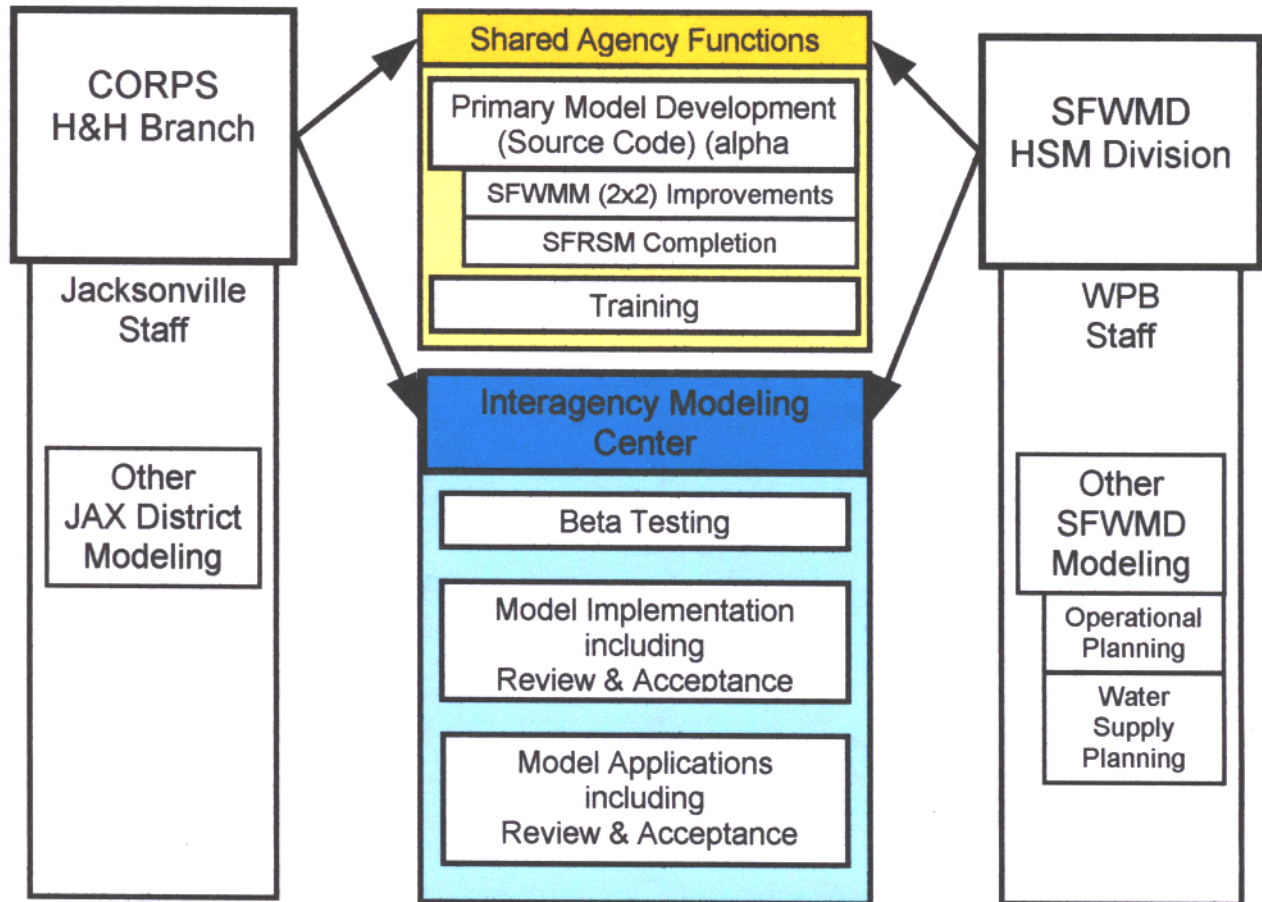 CORPS
H&H Branch
Jacksonville
Staff
Other
JAX District
Modeling
Shared Agency Functions
Primary Model Development
(Source Code) (alpha
SFWMM (2x2) Improvements
SFRSM Completion
Training
Interagency Modeling
Center
Beta Testing
Model Implementation
including
Review & Acceptance
Model Applications
including
Review & Acceptance
SFWMD
HSM Division
WPB
Staff
Other
SFWMD
Modeling
Operational
Planning
Water
Supply
Planning